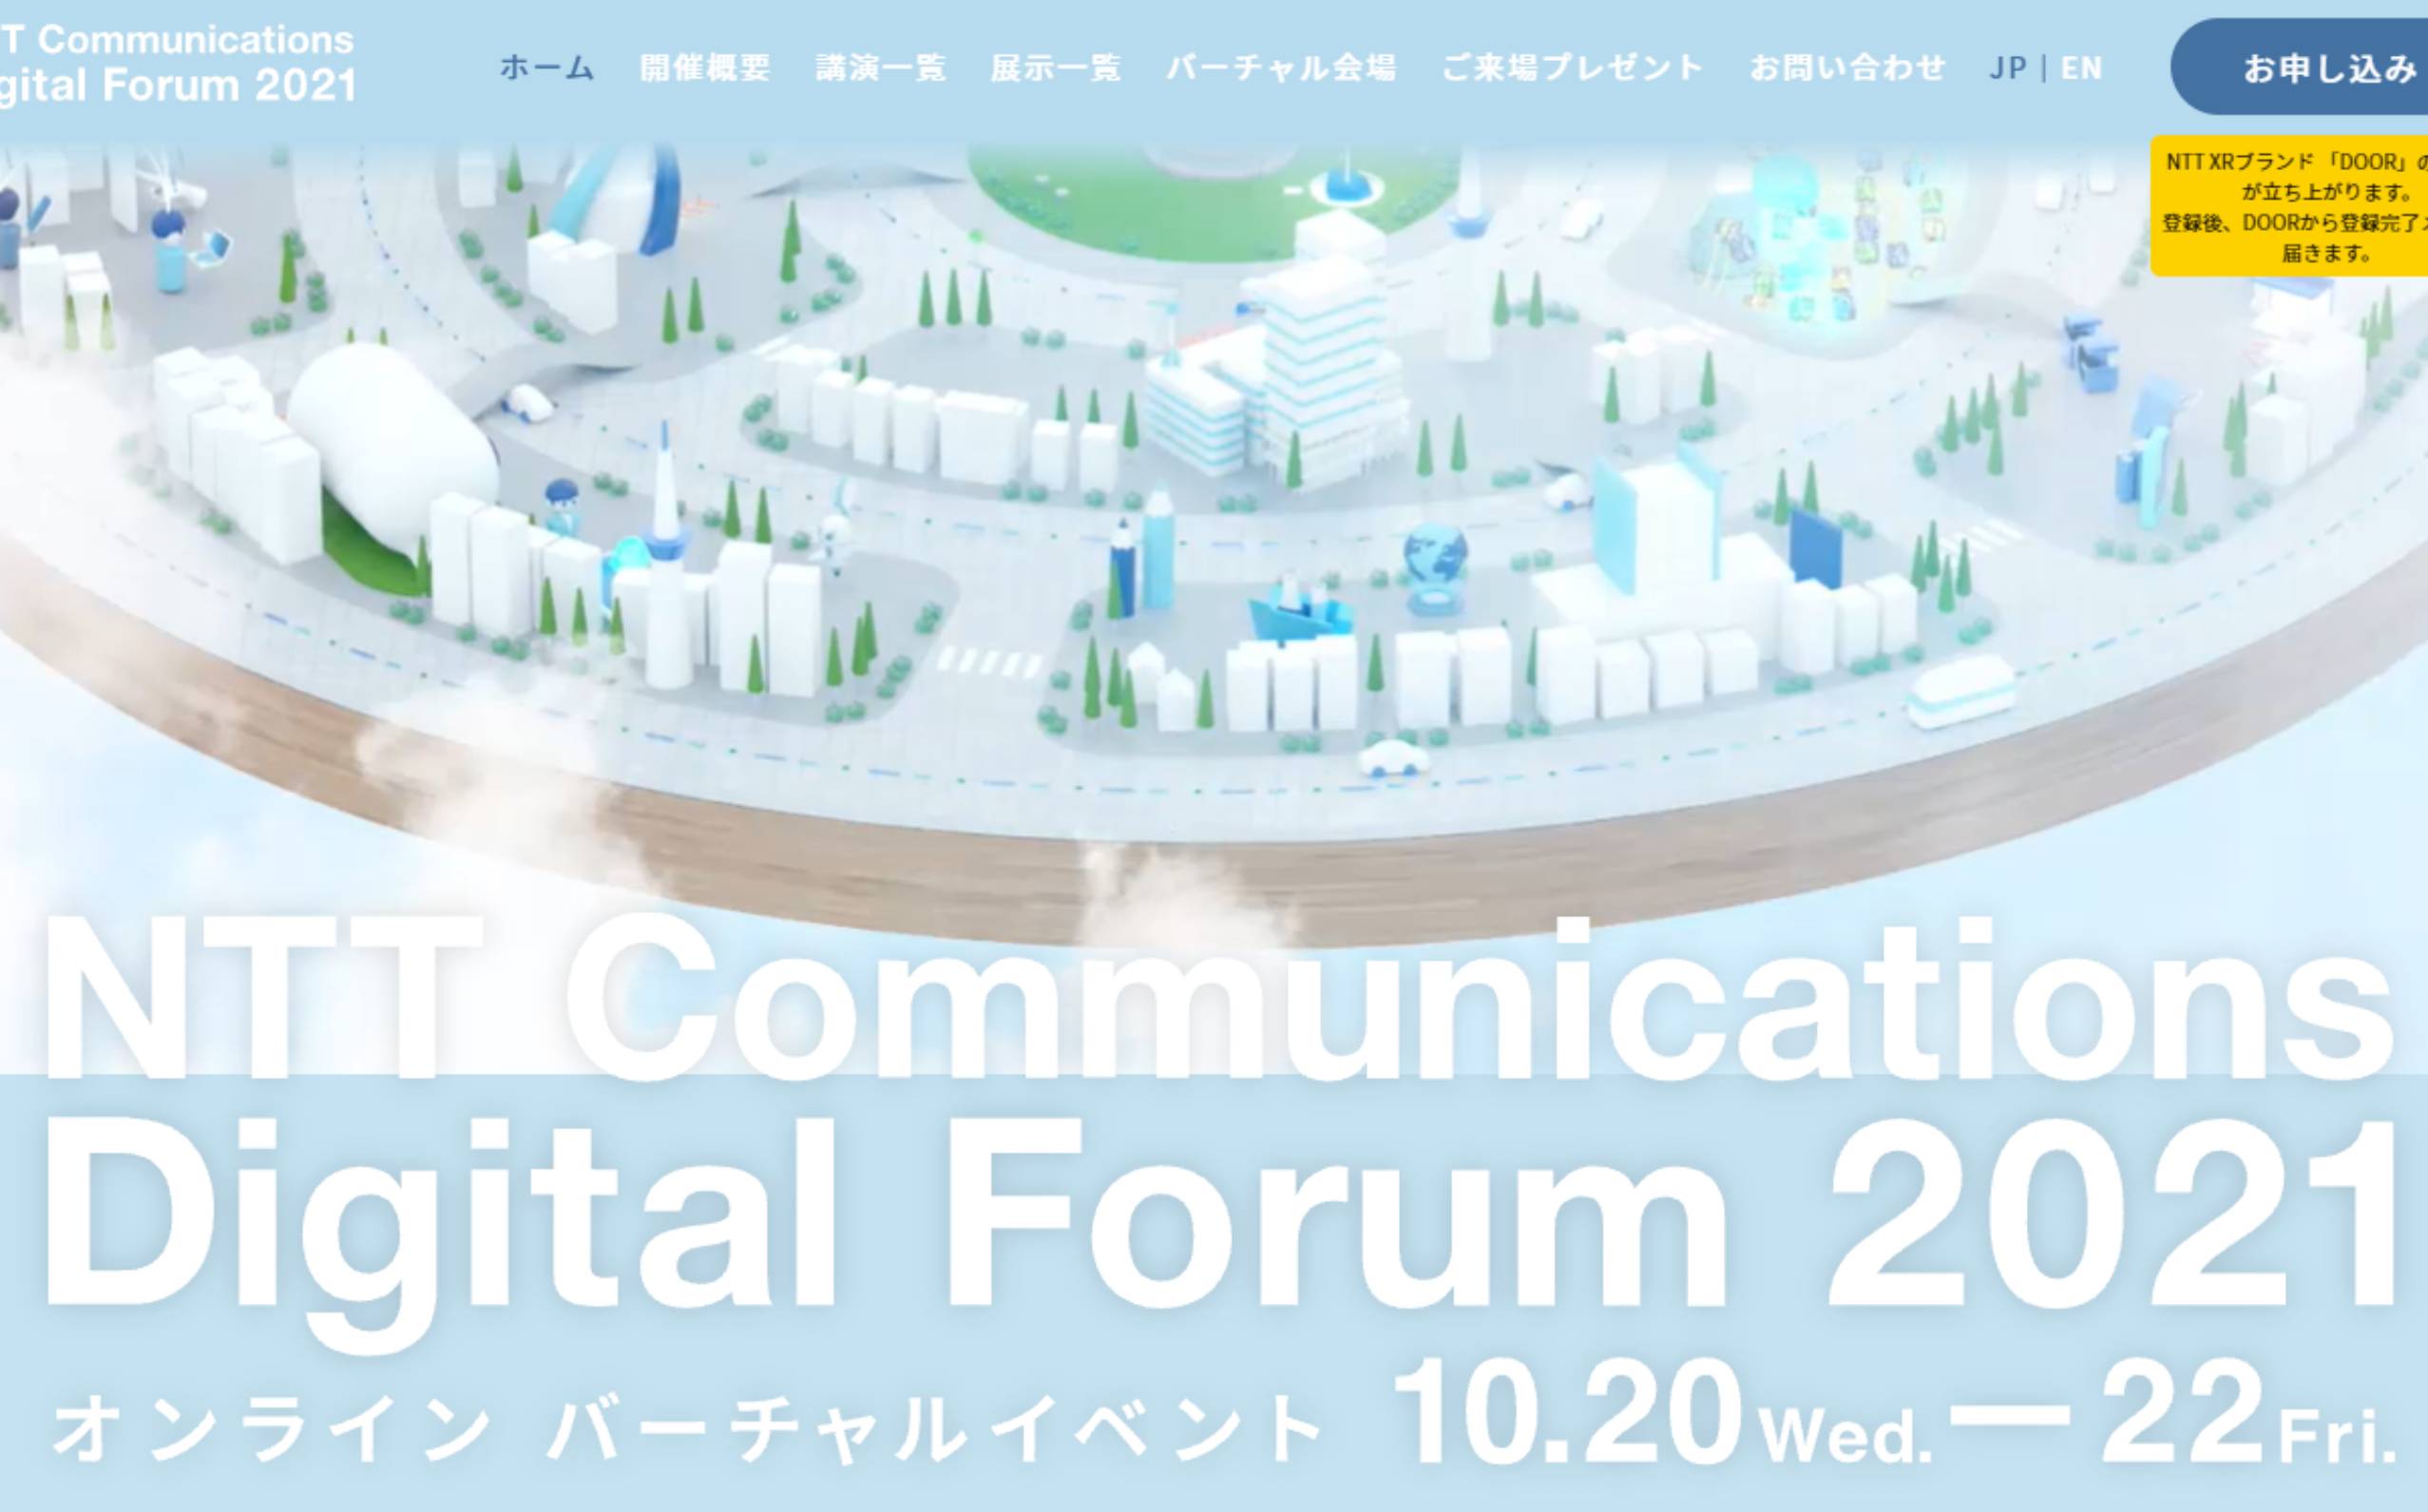 T Communications
gital Forum 2021
ホーム 開催概要 講演一覧 展示一覧 バーチャル会場 ご来場プレゼント お問い合わせ JP | EN お申し込み
NTT XRブランド 「DOOR」の
が立ち上がります。
登録後、DOORから登録完了
届きます。
NTT Communications
Digital Forum 2021
オンライン バーチャルイベント 10.20 Wed. — 22 Fri.